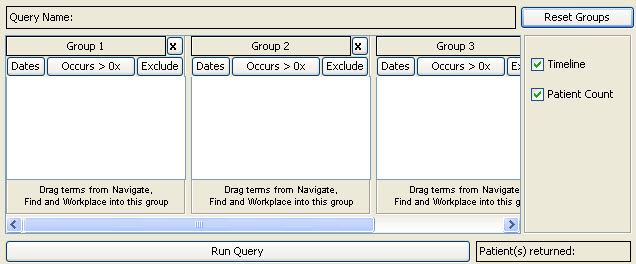 Query Name:
Reset Groups
Group 1 x Group 2 x Group 3
Dates Occurs > 0x Exclude Dates Occurs > 0x Exclude Dates Occurs > 0x Ex
Timeline
Patient Count
Drag terms from Navigate, Drag terms from Navigate, Drag terms from Navigate,
Find and Workplace into this group Find and Workplace into this group Find and Workplace into this g
Run Query
Patient(s) returned: